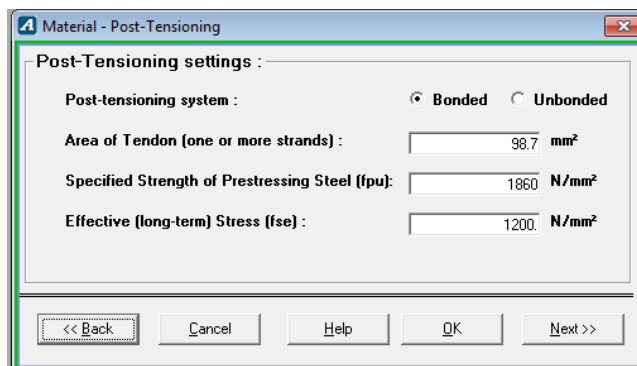 Material - Post-Tensioning
Post-Tensioning settings :
Post-tensioning system : Bonded Unbonded
Area of Tendon (one or more strands) : 98.7 mm²
Specified Strength of Prestressing Steel (fpu): 1860 N/mm²
Effective (long-term) Stress (fse) : 1200. N/mm²
<< Back Cancel Help OK Next >>